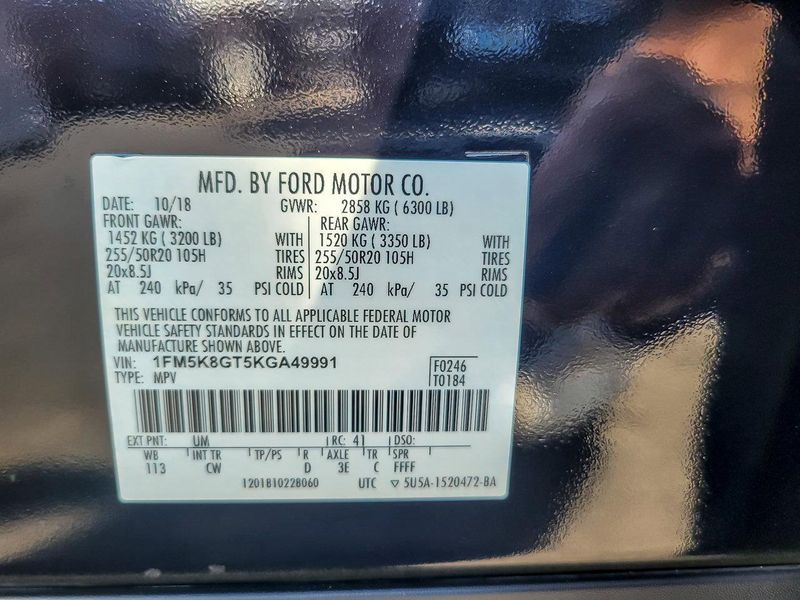 MFD. BY FORD MOTOR CO.
DATE: 10/18 GVWR: 2858 KG ( 6300 LB)
FRONT GAWR: REAR GAWR:
1452 KG ( 3200 LB) WITH 1520 KG ( 3350 LB) WITH
255/50R20 105H TIRES 255/50R20 105H TIRES
20x8.5J RIMS 20x8.5J RIMS
AT 240 kPa/ 35 PSI COLD AT 240 kPa/ 35 PSI COLD
THIS VEHICLE CONFORMS TO ALL APPLICABLE FEDERAL MOTOR
VEHICLE SAFETY STANDARDS IN EFFECT ON THE DATE OF
MANUFACTURE SHOWN ABOVE.
VIN: 1FM5K8GT5KGA49991 F0246
TYPE: MPV T0184
EXT PNT: UM RC: 41 DSO:
WB INT TR TP/PS R AXLE TR SPR
113 CW D 3E C FFFF
1201810228060 UTC ▽ 5U5A-1520472-BA